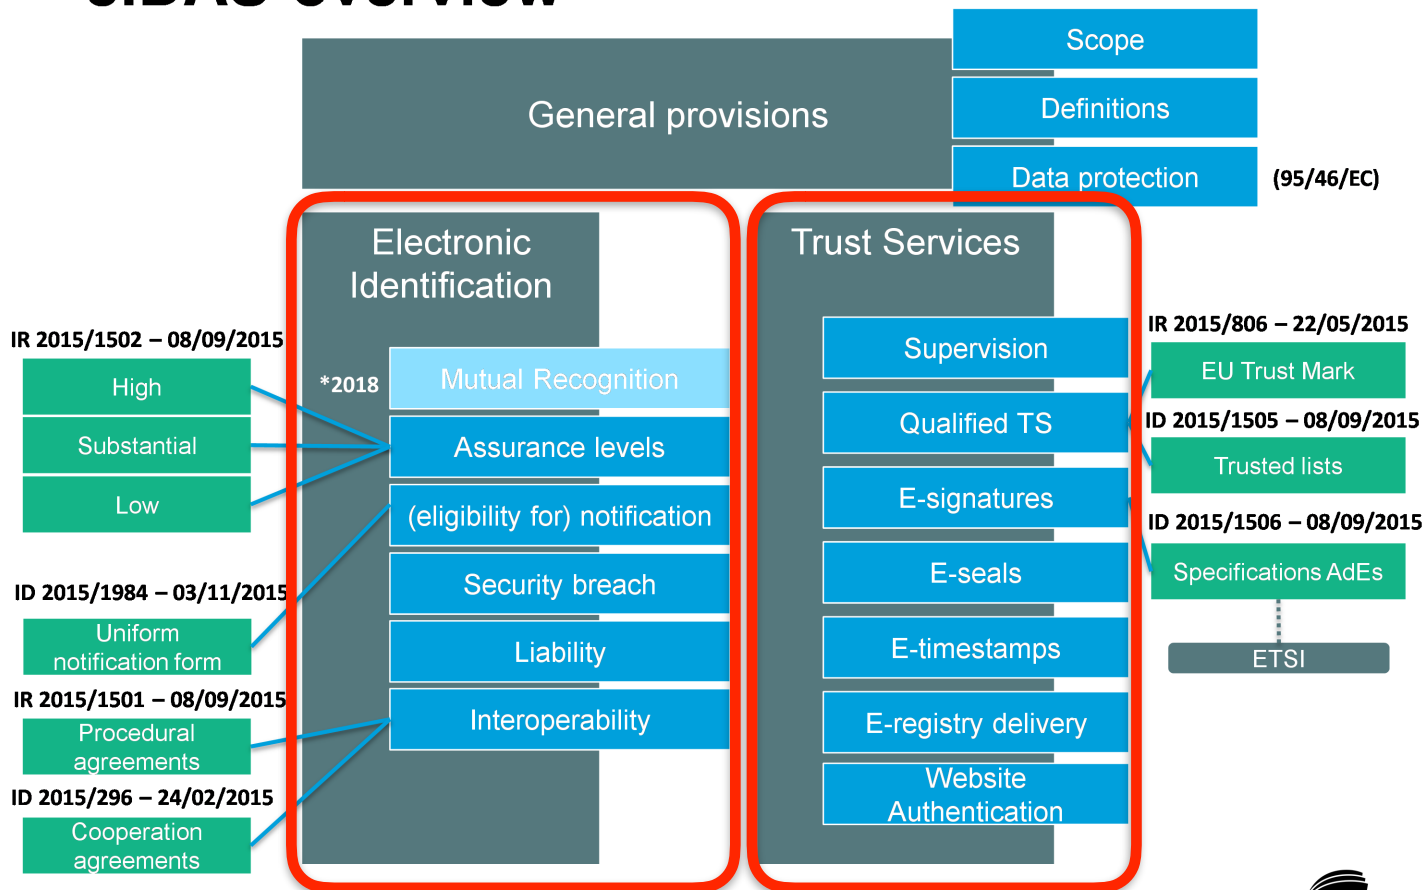 General provisions
Scope
Definitions
Data protection
(95/46/EC)
Electronic
Identification
*2018
Mutual Recognition
Assurance levels
(eligibility for) notification
Security breach
Liability
Interoperability
IR 2015/1502 – 08/09/2015
High
Substantial
Low
ID 2015/1984 – 03/11/2015
Uniform
notification form
IR 2015/1501 – 08/09/2015
Procedural
agreements
ID 2015/296 – 24/02/2015
Cooperation
agreements
Trust Services
Supervision
Qualified TS
E-signatures
E-seals
E-timestamps
E-registry delivery
Website
Authentication
IR 2015/806 – 22/05/2015
EU Trust Mark
ID 2015/1505 – 08/09/2015
Trusted lists
ID 2015/1506 – 08/09/2015
Specifications AdEs
ETSI